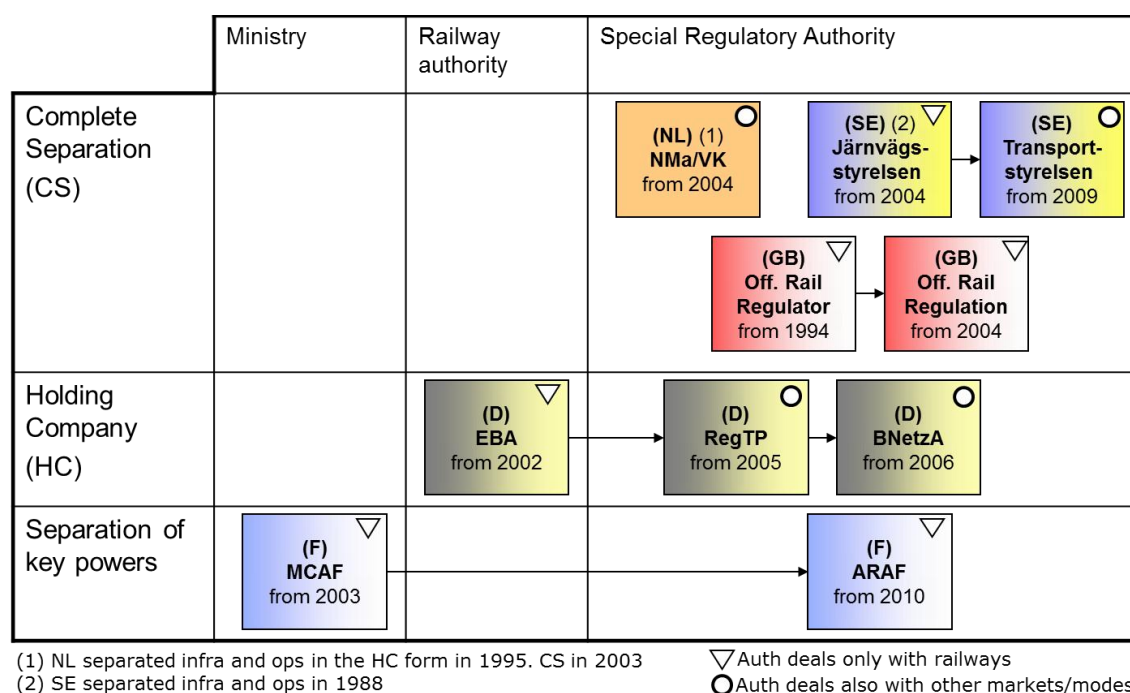 Ministry
Railway
authority
Special Regulatory Authority
Complete
Separation
(CS)
(NL) (1)
NMa/VK
from 2004
(SE) (2)
Järnvägs-
styrelsen
from 2004
(SE)
Transport-
styrelsen
from 2009
(GB)
Off. Rail
Regulator
from 1994
(GB)
Off. Rail
Regulation
from 2004
Holding
Company
(HC)
(D)
EBA
from 2002
(D)
RegTP
from 2005
(D)
BNetzA
from 2006
Separation of
key powers
(F)
MCAF
from 2003
(F)
ARAF
from 2010
(1) NL separated infra and ops in the HC form in 1995. CS in 2003
(2) SE separated infra and ops in 1988
Auth deals only with railways
Auth deals also with other markets/modes